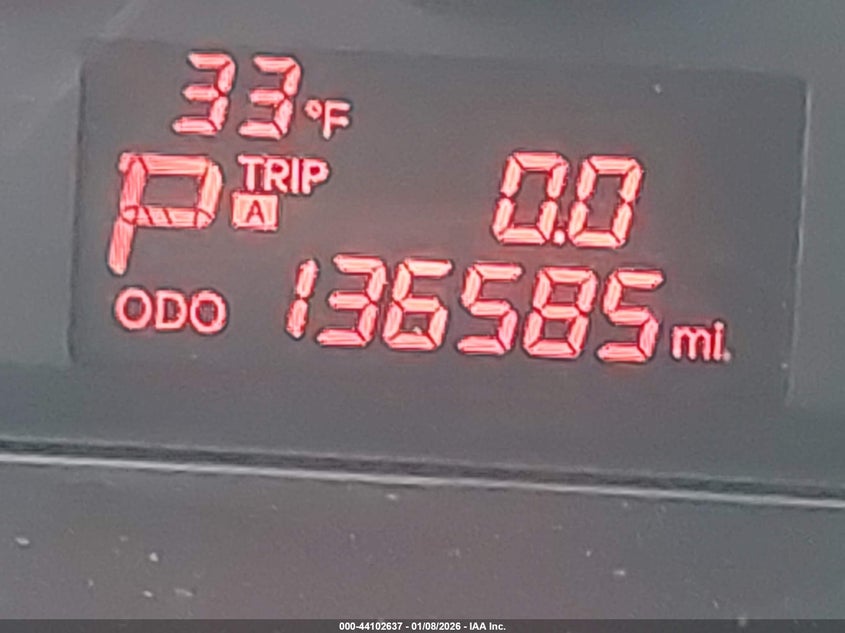 33°F
P TRIP A 0.0
ODO 136585 mi.
000-44102637 - 01/08/2026 - IAA Inc.